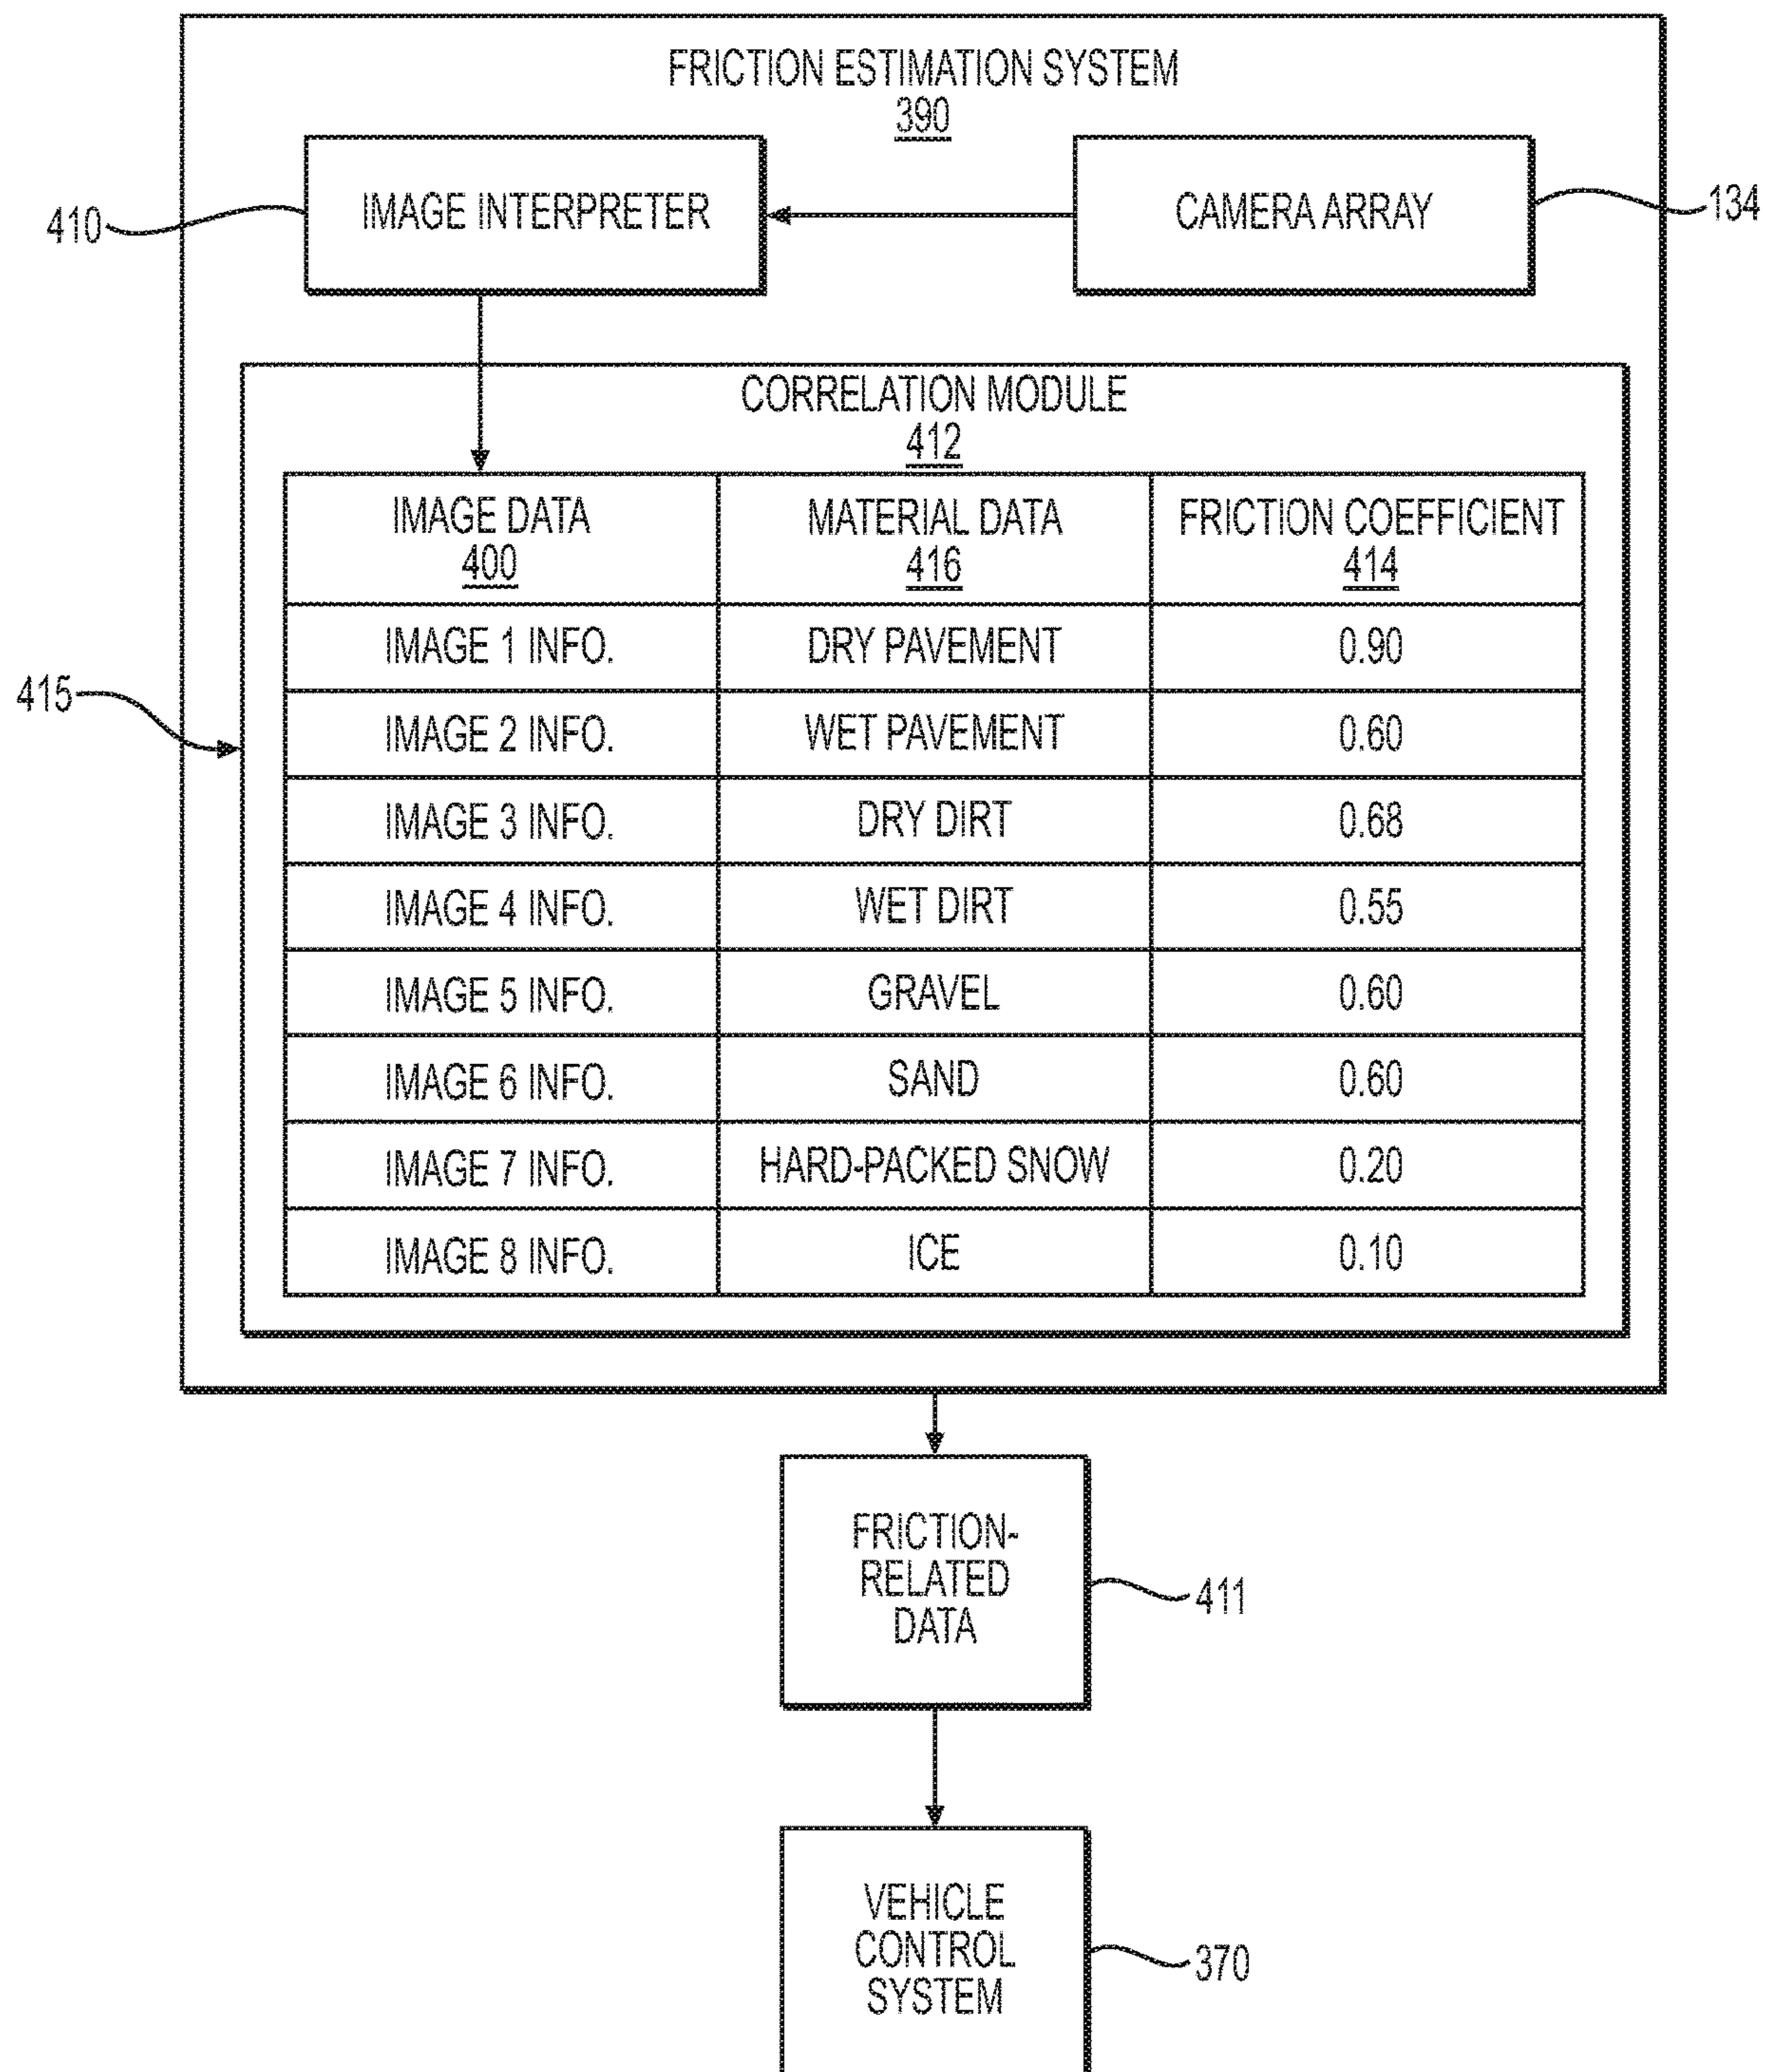 FRICTION ESTIMATION SYSTEM
390
410
IMAGE INTERPRETER
CAMERA ARRAY
134
CORRELATION MODULE
412
IMAGE DATA
400
MATERIAL DATA
416
FRICTION COEFFICIENT
414
415
IMAGE 1 INFO. DRY PAVEMENT 0.90
IMAGE 2 INFO. WET PAVEMENT 0.60
IMAGE 3 INFO. DRY DIRT 0.68
IMAGE 4 INFO. WET DIRT 0.55
IMAGE 5 INFO. GRAVEL 0.60
IMAGE 6 INFO. SAND 0.60
IMAGE 7 INFO. HARD-PACKED SNOW 0.20
IMAGE 8 INFO. ICE 0.10
FRICTION-
RELATED
DATA
411
VEHICLE
CONTROL
SYSTEM
370